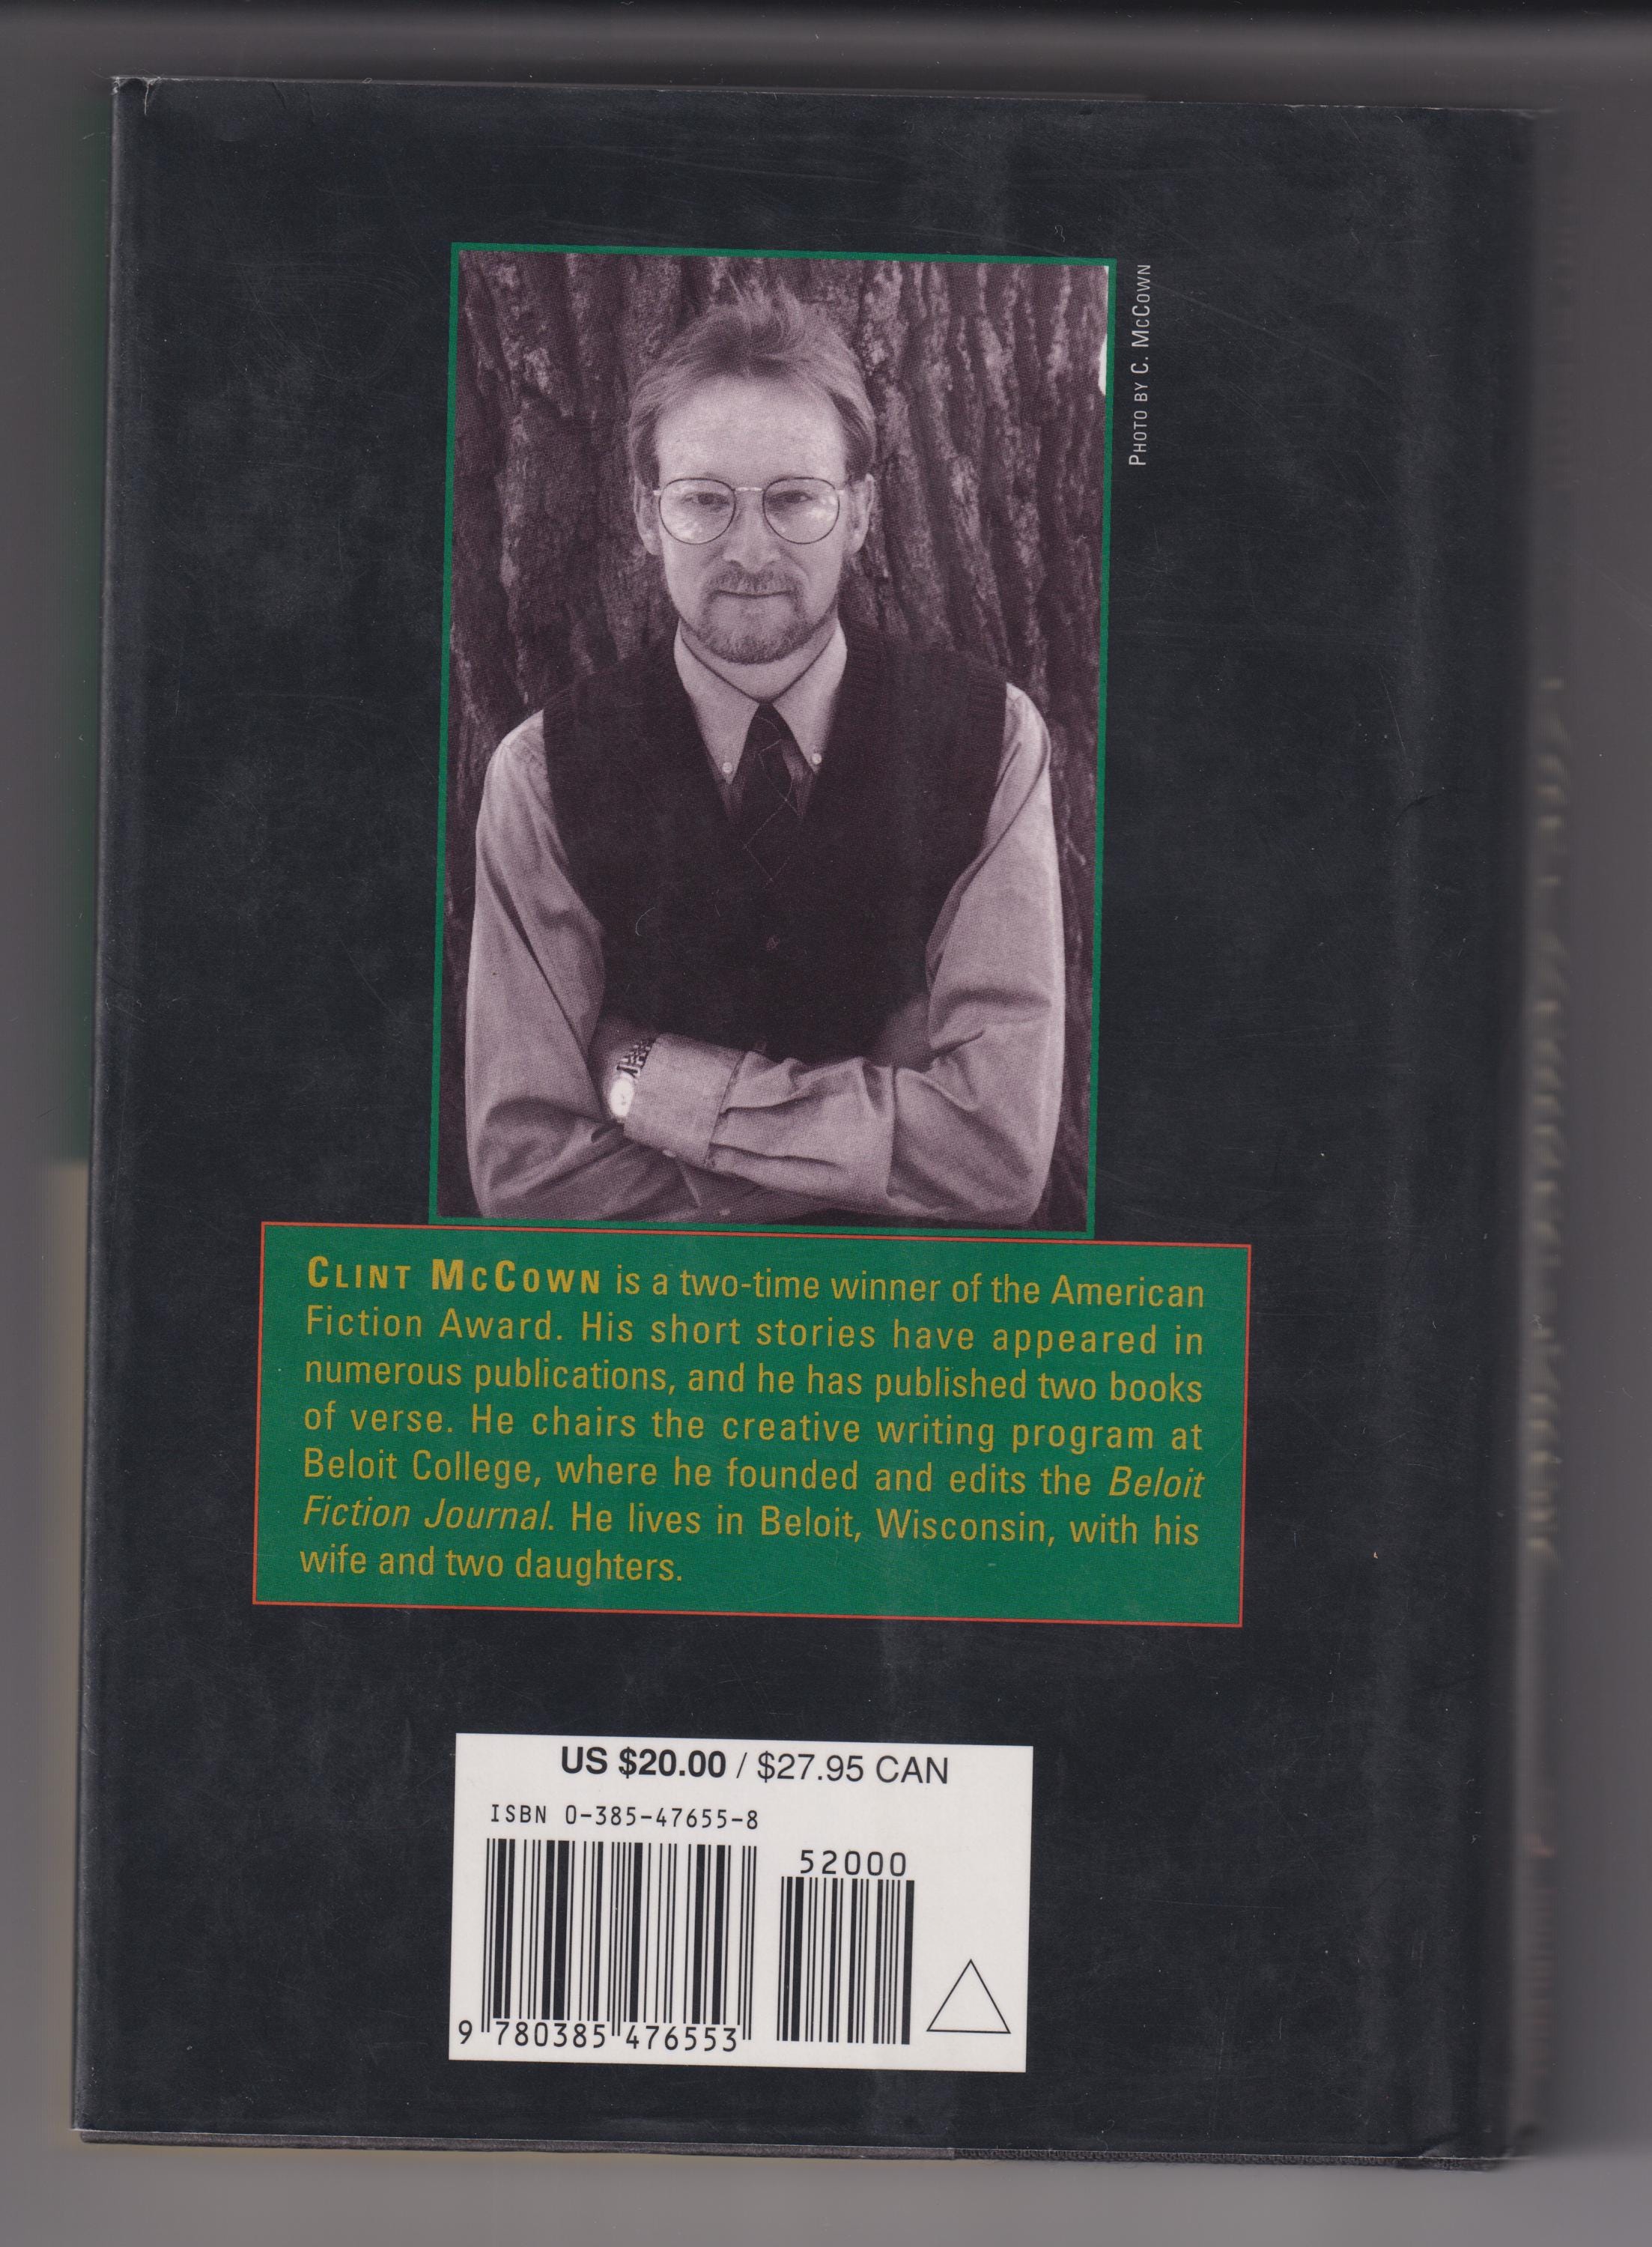 PHOTO BY C. MCCOWN
CLINT MCCOWN is a two-time winner of the American
Fiction Award. His short stories have appeared in
numerous publications, and he has published two books
of verse. He chairs the creative writing program at
Beloit College, where he founded and edits the Beloit
Fiction Journal. He lives in Beloit, Wisconsin, with his
wife and two daughters.
US $20.00 / $27.95 CAN
ISBN 0-385-47655-8
52000
9 780385 476553